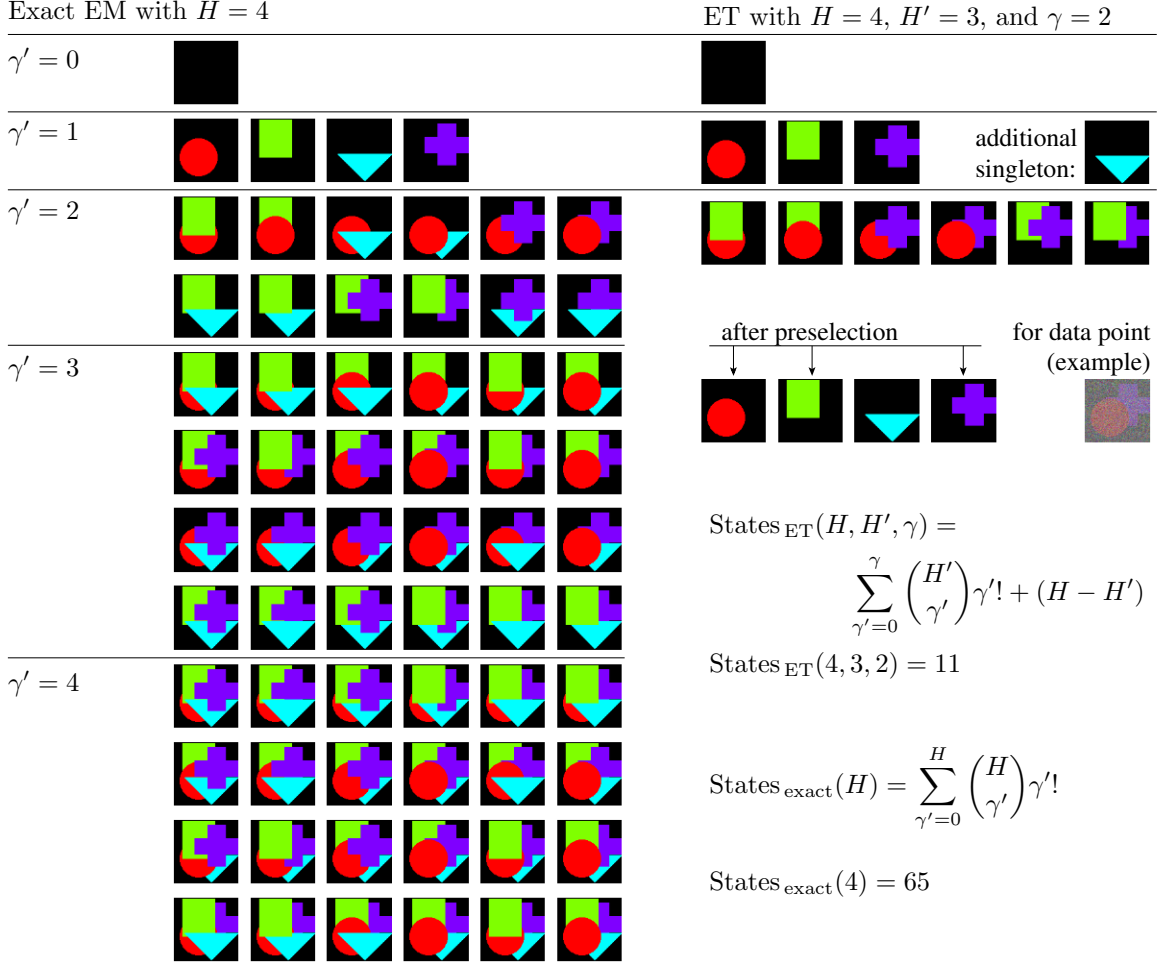 Exact EM with H = 4
ET with H = 4, H′ = 3, and γ = 2
γ′ = 0
γ′ = 1
additional
singleton:
γ′ = 2
after preselection
for data point
(example)
γ′ = 3
States ET(H, H′, γ) =
∑_{γ′=0}^{γ} (H′ γ′) γ′! + (H − H′)
States ET(4, 3, 2) = 11
γ′ = 4
States exact(H) = ∑_{γ′=0}^{H} (H γ′) γ′!
States exact(4) = 65